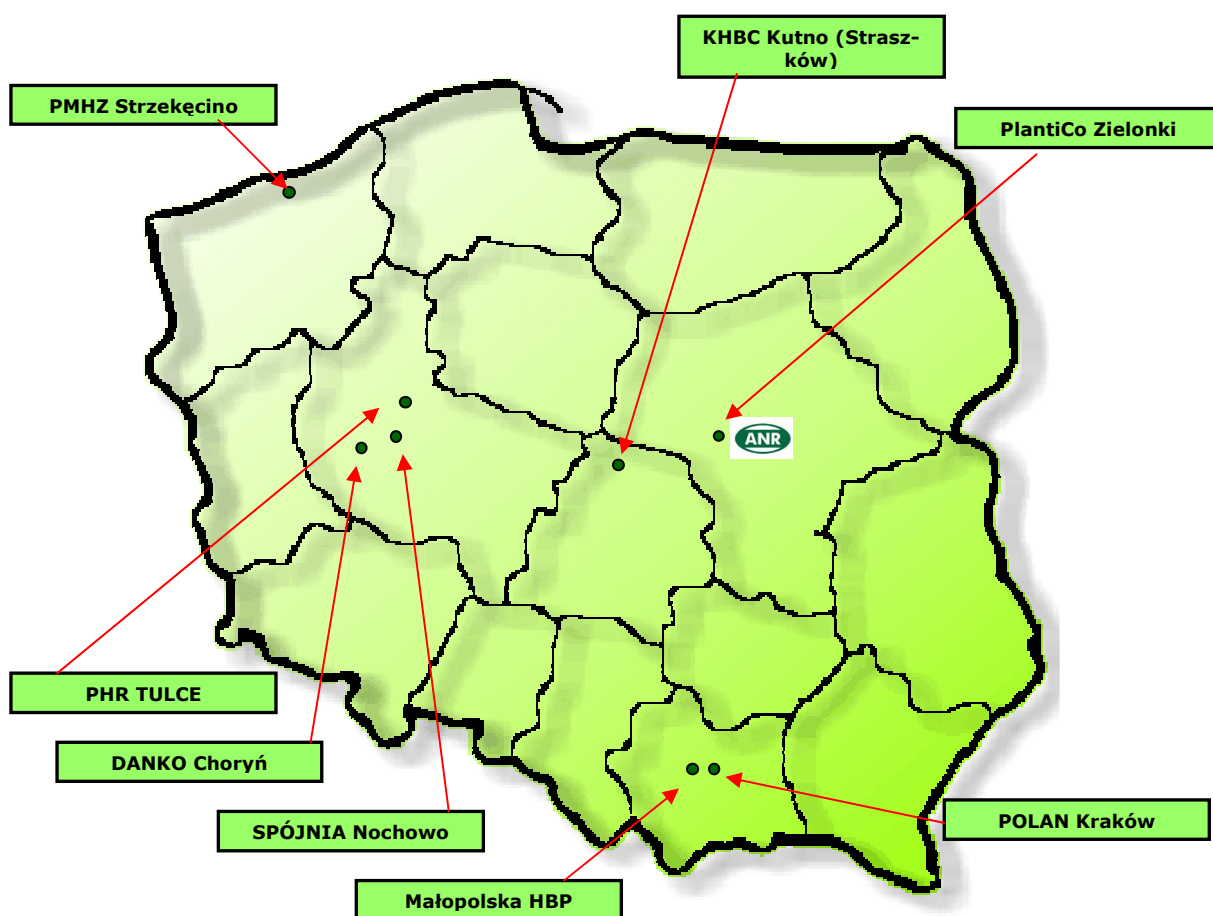 KHBC Kutno (Strasz-
ków)
PMHZ Strzekęcino
PlantiCo Zielonki
ANR
PHR TULCE
DANKO Choryń
SPÓJNIA Nochowo
POLAN Kraków
Małopolska HBP